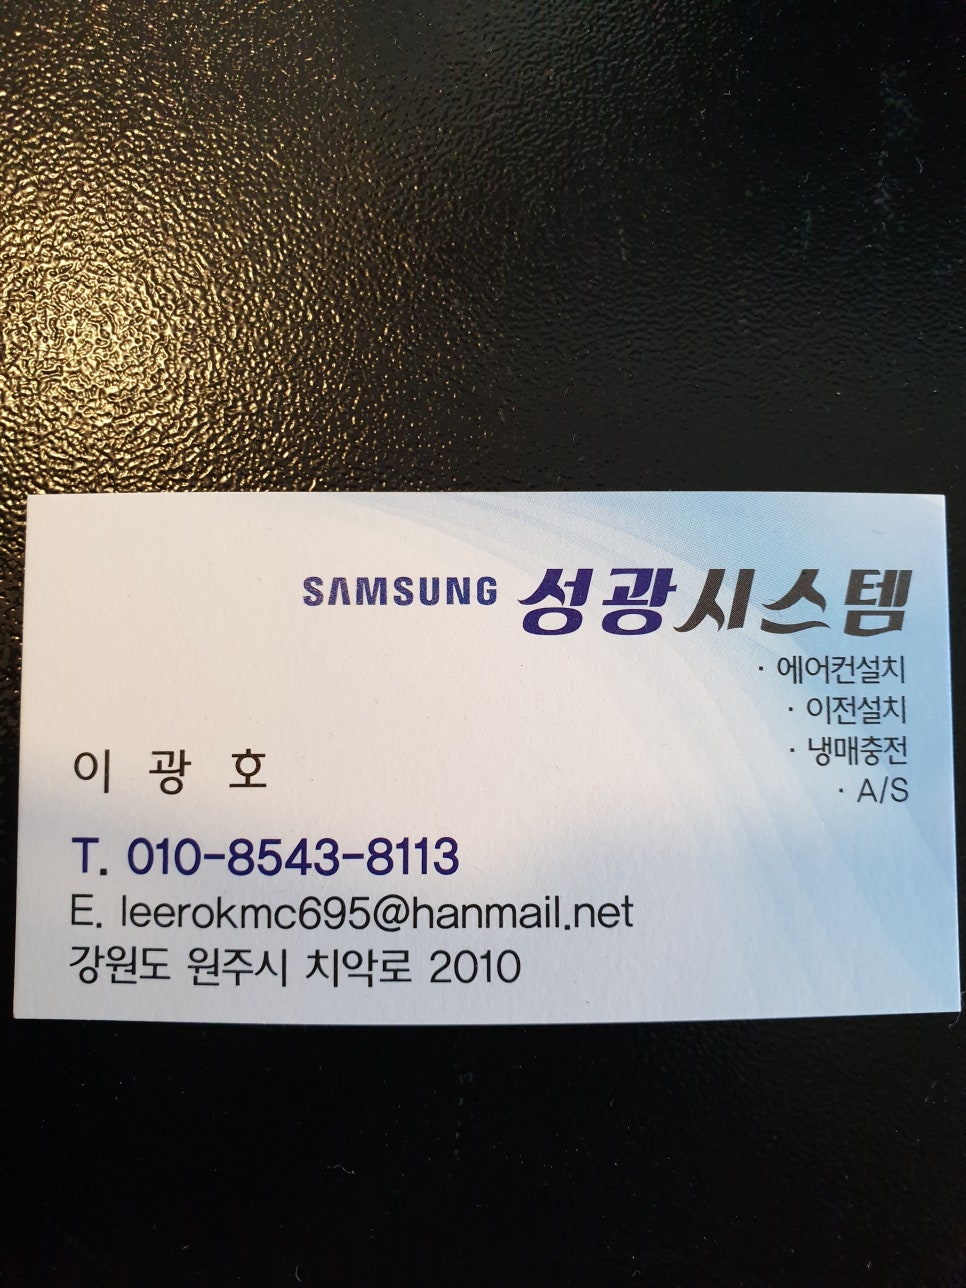 SAMSUNG 성광시스템
· 에어컨설치
· 이전설치
· 냉매충전
· A/S
이 광 호
T. 010-8543-8113
E. leerokmc695@hanmail.net
강원도 원주시 치악로 2010